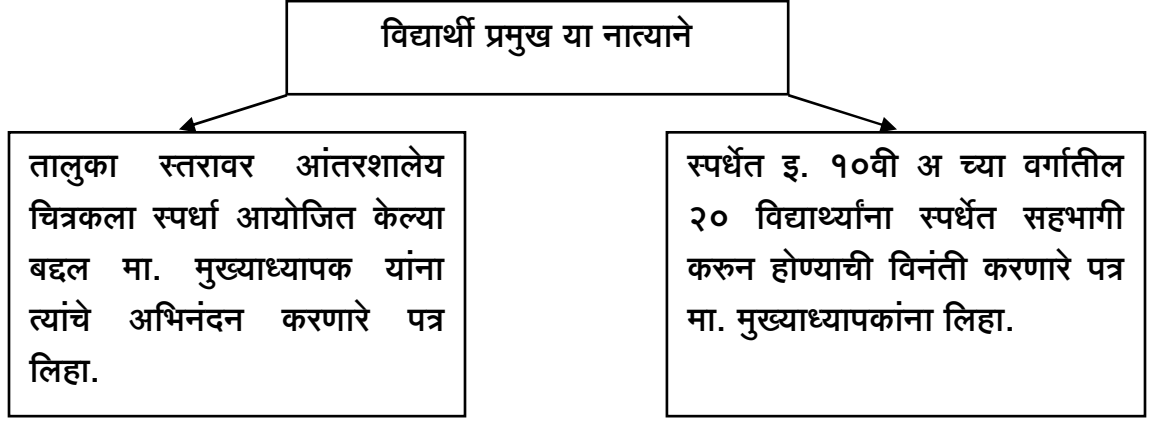 विद्यार्थी प्रमुख या नात्याने
तालुका स्तरावर आंतरशालेय
चित्रकला स्पर्धा आयोजित केल्या
बद्दल मा. मुख्याध्यापक यांना
त्यांचे अभिनंदन करणारे पत्र
लिहा.
स्पर्धेत इ. १०वी अ च्या वर्गातील
२० विद्यार्थ्यांना स्पर्धेत सहभागी
करुन होण्याची विनंती करणारे पत्र
मा. मुख्याध्यापकांना लिहा.